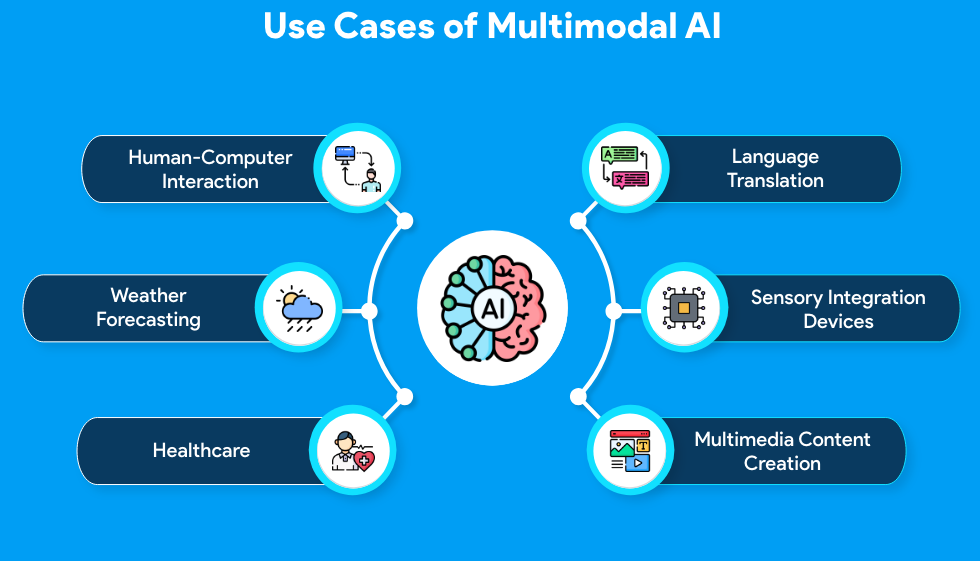 Use Cases of Multimodal AI
Human-Computer
Interaction
Language
Translation
Weather
Forecasting
AI
Sensory Integration
Devices
Healthcare
Multimedia Content
Creation
A
文
T